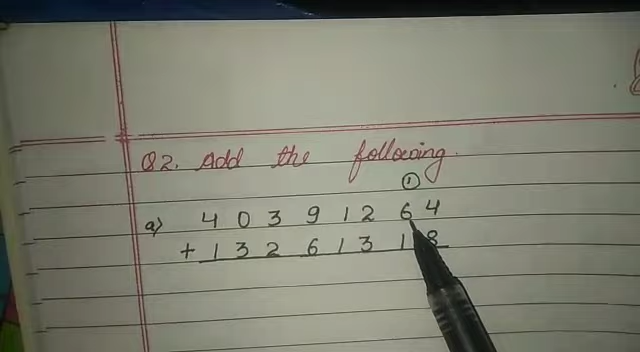 Q2. Add the following.
①
a) 4 0 3 9 1 2 6 4
+ 1 3 2 6 1 3 1 8